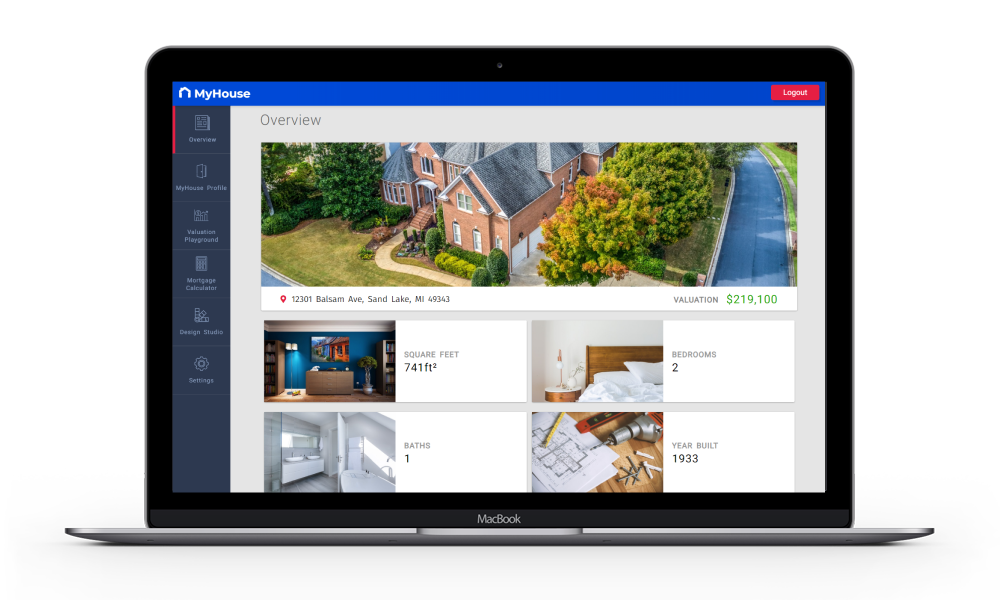 MyHouse
Logout
Overview
Overview
MyHouse Profile
Valuation
Playground
Mortgage
Calculator
Design Studio
Settings
12301 Balsam Ave, Sand Lake, MI 49343
VALUATION $219,100
SQUARE FEET
741ft²
BEDROOMS
2
BATHS
1
YEAR BUILT
1933
MacBook